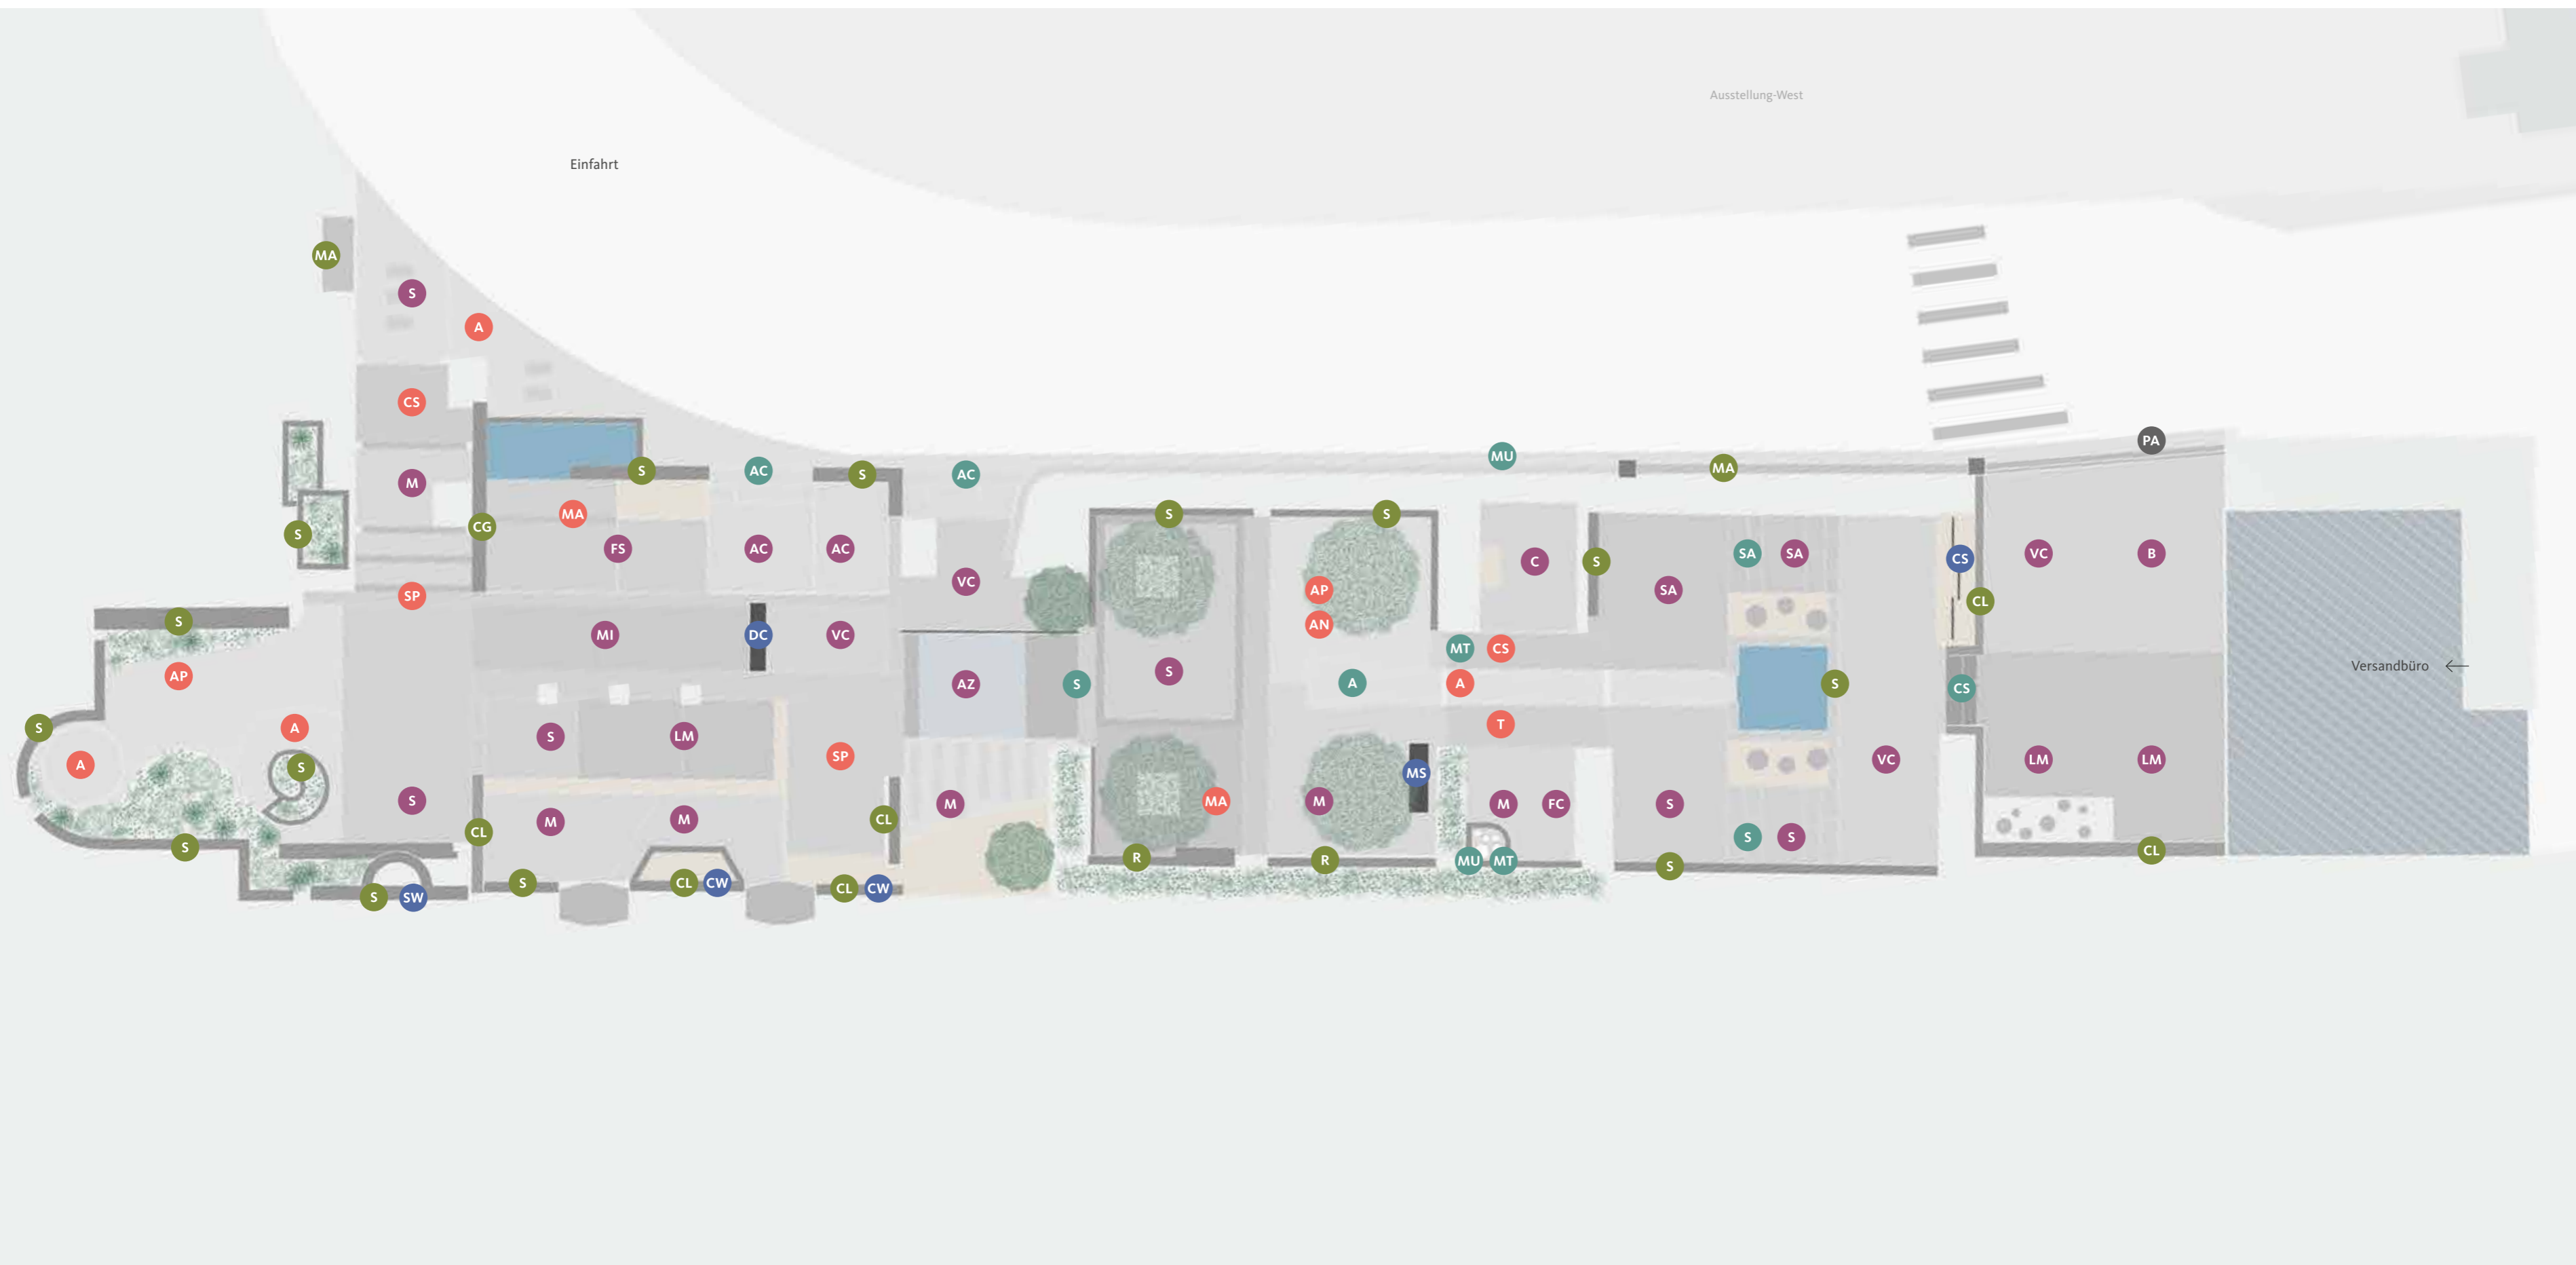 Ausstellung-West
Einfahrt
MA
S
A
CS
PA
MU
MA
S
AC
S
AC
M
MA
S
S
CG
S
FS
AC
AC
SA
SA
VC
B
CS
C
S
VC
AP
SA
SP
CL
S
AN
MI
DC
VC
MT
CS
Versandbüro
S
AP
AZ
S
A
A
S
CS
S
A
T
S
LM
SP
VC
LM
LM
A
S
MS
S
MA
M
M
M
FC
S
M
M
CL
CL
S
S
S
CL
R
R
MU
MT
S
S
CL
CW
CL
CW
S
SW